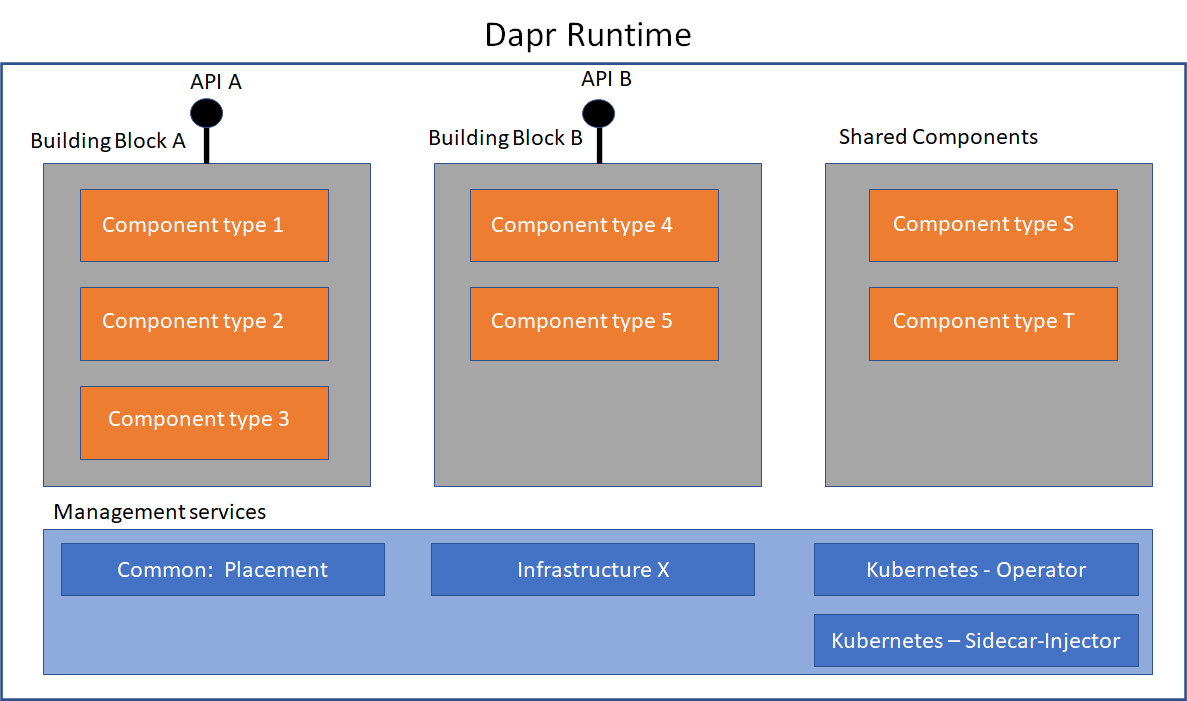 Dapr Runtime
API A
API B
Building Block A
Building Block B
Shared Components
Component type 1
Component type 4
Component type S
Component type 2
Component type 5
Component type T
Component type 3
Management services
Common:  Placement
Infrastructure X
Kubernetes - Operator
Kubernetes – Sidecar-Injector